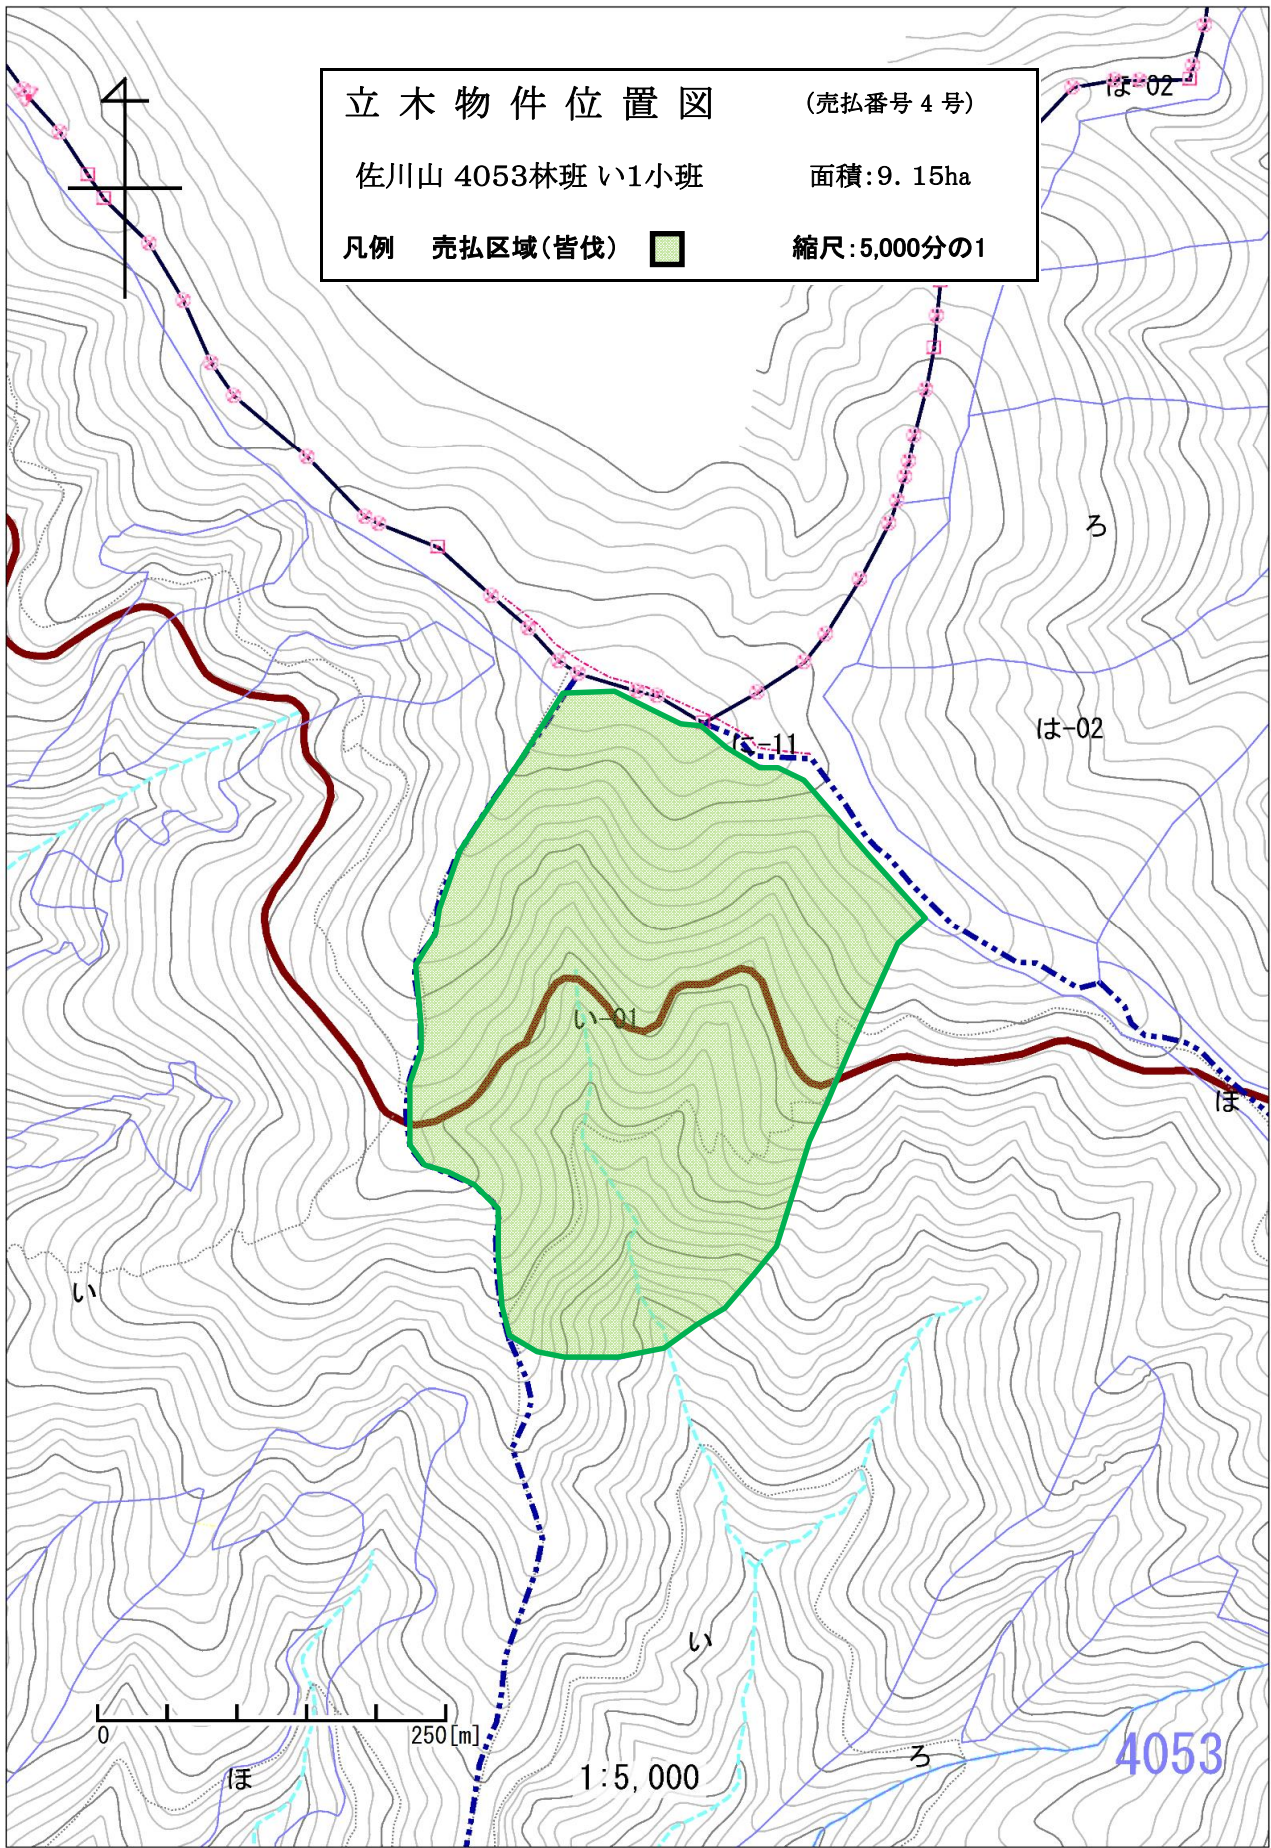 立木物件位置図 (売払番号 4 号)
佐川山 4053林班 い1小班 面積:9. 15ha
凡例 売払区域(皆伐) 縮尺:5,000分の1
は-02
ろ
は-02
に-11
い-01
ほ
い
い
ろ
ほ
0 250[m]
1:5,000
4053